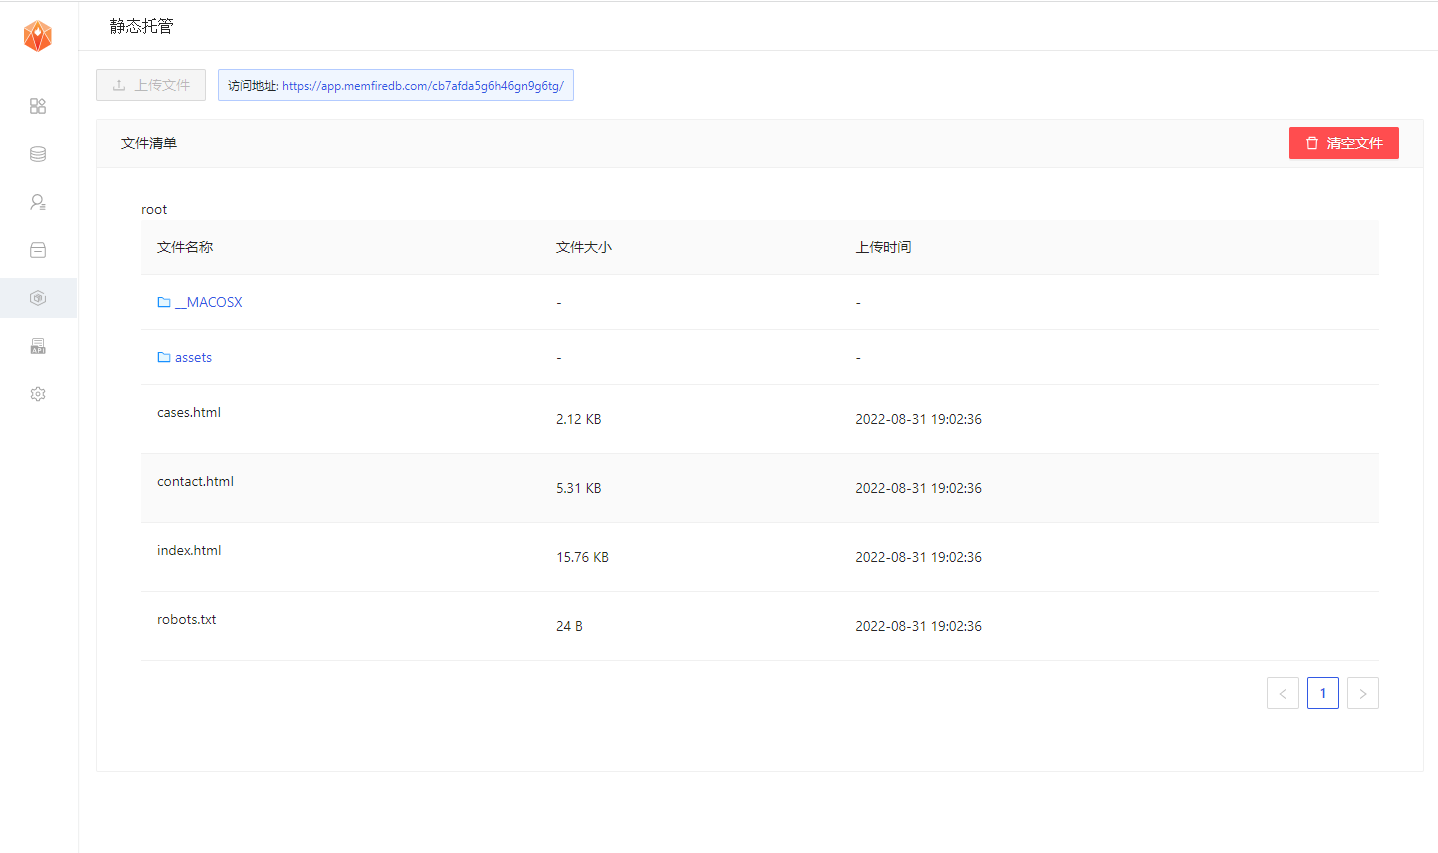 静态托管
上传文件
访问地址: https://app.memfiredb.com/cb7afda5g6h46gn9g6tg/
文件清单
清空文件
root
文件名称 文件大小 上传时间
__MACOSX - -
assets - -
cases.html 2.12 KB 2022-08-31 19:02:36
contact.html 5.31 KB 2022-08-31 19:02:36
index.html 15.76 KB 2022-08-31 19:02:36
robots.txt 24 B 2022-08-31 19:02:36
< 1 >
API